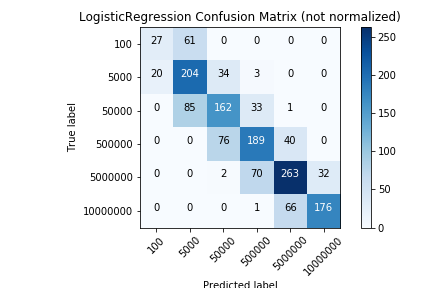 LogisticRegression Confusion Matrix (not normalized)
100 27 61 0 0 0 0
5000 20 204 34 3 0 0
50000 0 85 162 33 1 0
500000 0 0 76 189 40 0
5000000 0 0 2 70 263 32
10000000 0 0 0 1 66 176
100 5000 50000 500000 5000000 10000000
True label
Predicted label
250
200
150
100
50
0